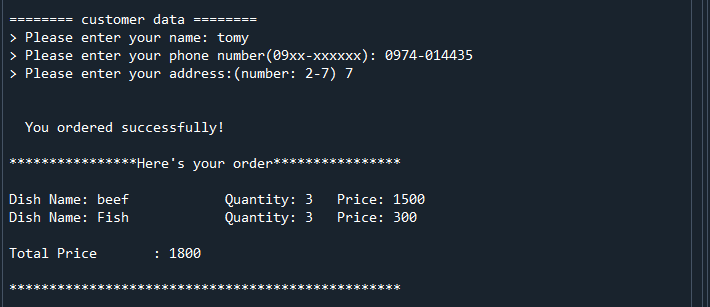 ======== customer data ========
> Please enter your name: tomy
> Please enter your phone number(09xx-xxxxxx): 0974-014435
> Please enter your address:(number: 2-7) 7
You ordered successfully!
****************Here's your order****************
Dish Name: beef            Quantity: 3   Price: 1500
Dish Name: Fish            Quantity: 3   Price: 300
Total Price       : 1800
*************************************************